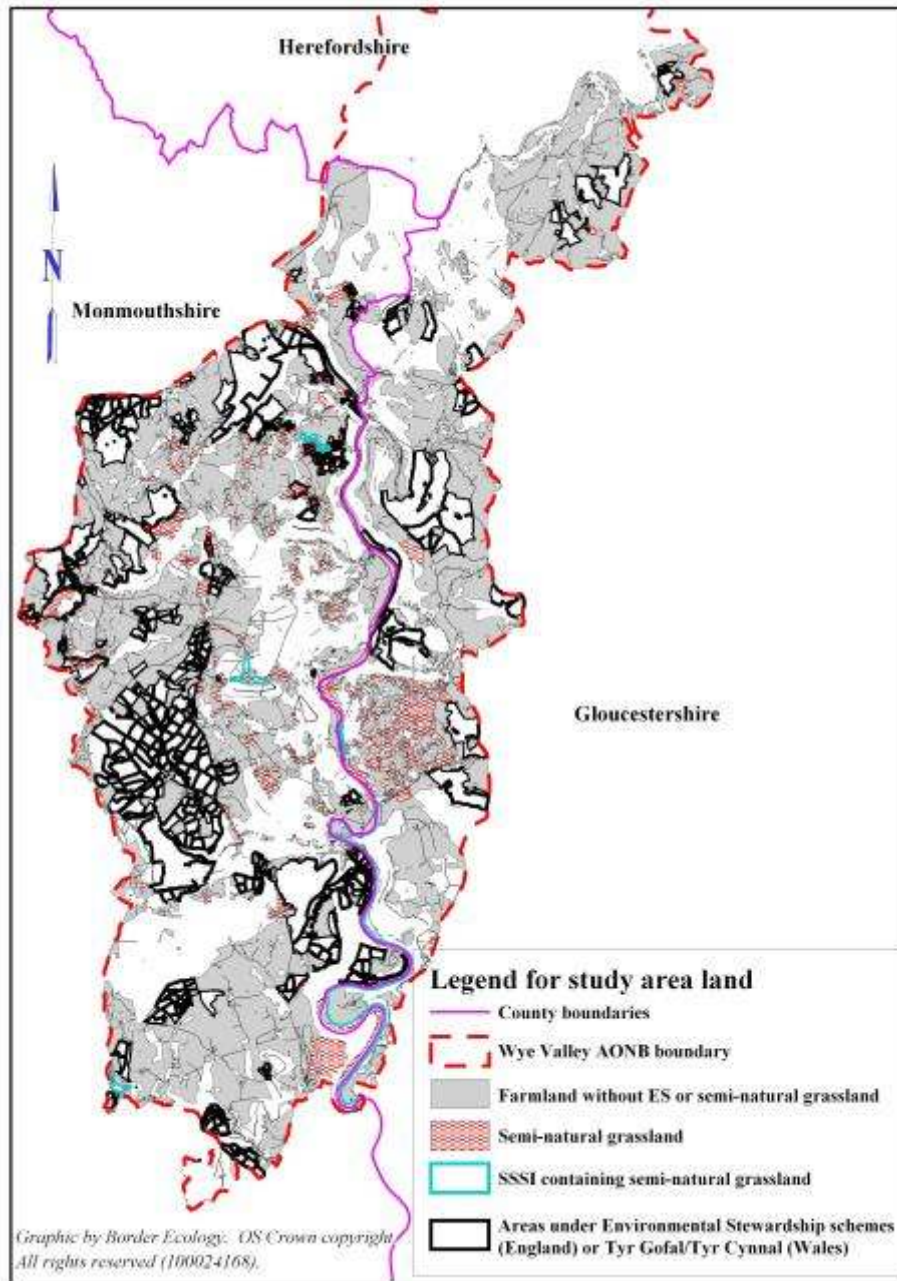 Herefordshire
N
Monmouthshire
Gloucestershire
Legend for study area land
County boundaries
Wye Valley AONB boundary
Farmland without ES or semi-natural grassland
Semi-natural grassland
SSSI containing semi-natural grassland
Areas under Environmental Stewardship schemes
(England) or Tyr Gofal/Tyr Cynnal (Wales)
Graphic by Border Ecology. OS Crown copyright
All rights reserved (100024168).